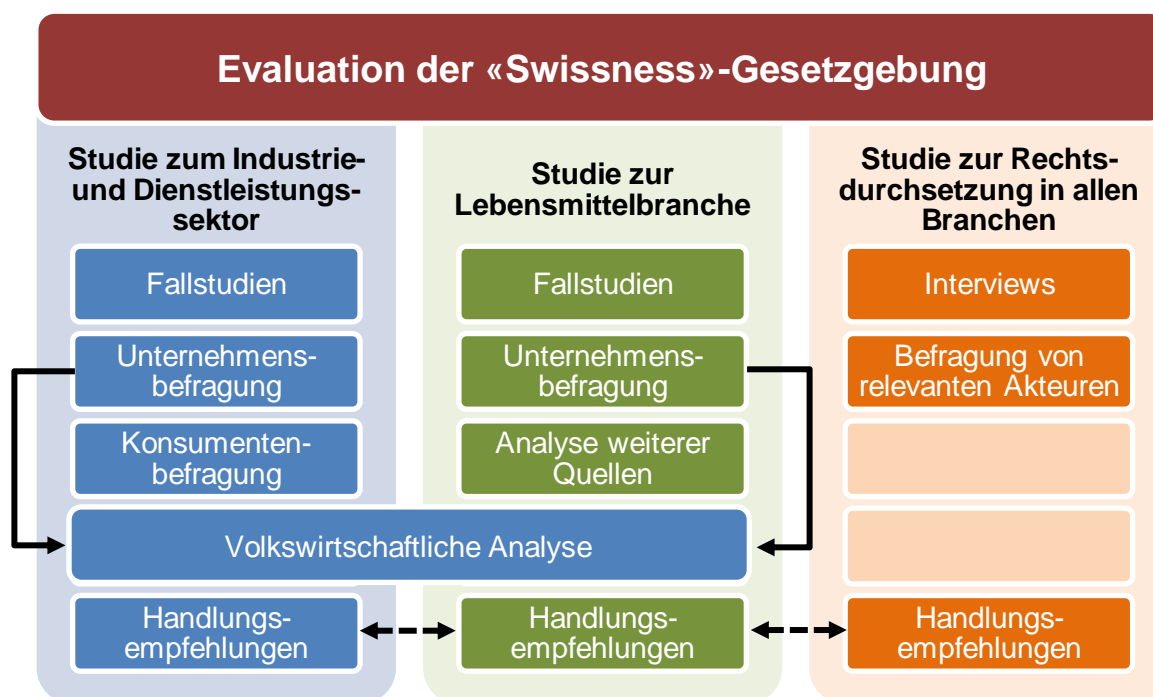 Evaluation der «Swissness»-Gesetzgebung
Studie zum Industrie-
und Dienstleistungs-
sektor
Fallstudien
Unternehmens-
befragung
Konsumenten-
befragung
Studie zur
Lebensmittelbranche
Fallstudien
Unternehmens-
befragung
Analyse weiterer
Quellen
Studie zur Rechts-
durchsetzung in allen
Branchen
Interviews
Befragung von
relevanten Akteuren
Volkswirtschaftliche Analyse
Handlungs-
empfehlungen
Handlungs-
empfehlungen
Handlungs-
empfehlungen